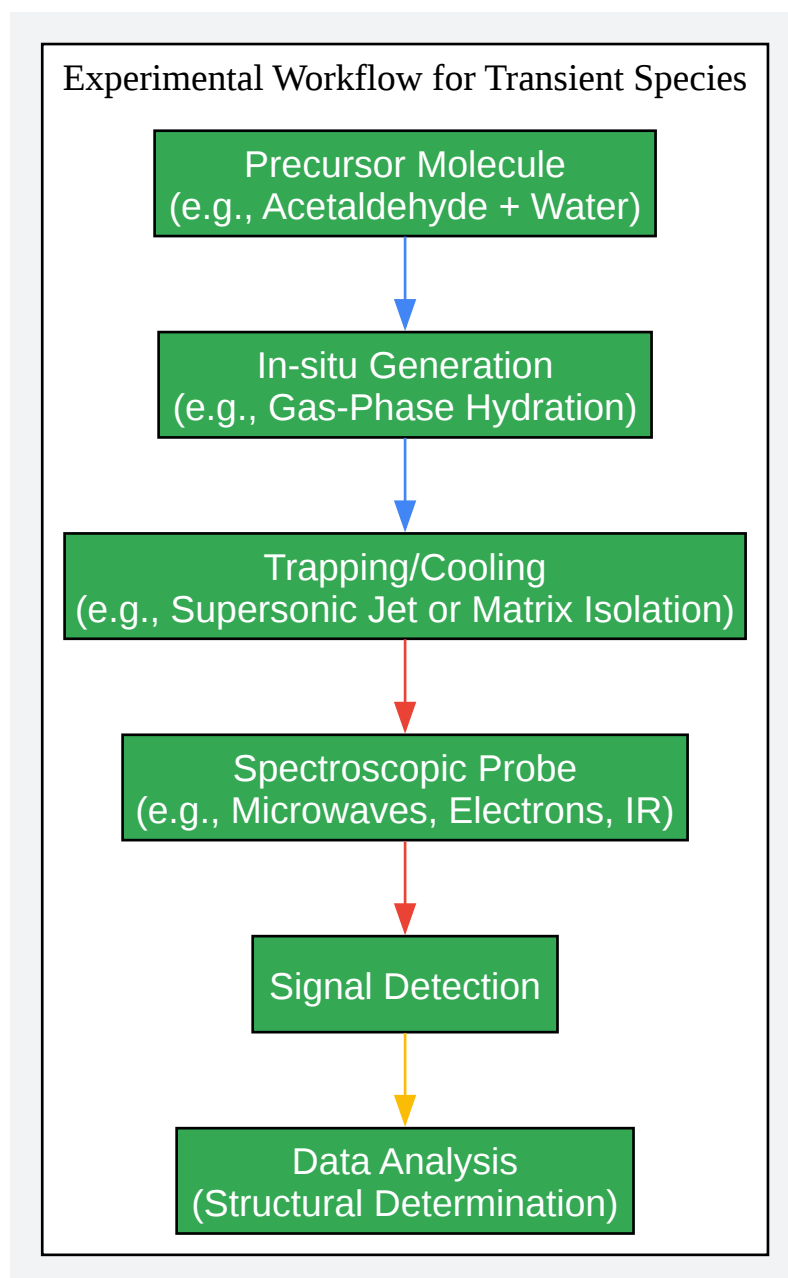 Experimental Workflow for Transient Species
Precursor Molecule
(e.g., Acetaldehyde + Water)
In-situ Generation
(e.g., Gas-Phase Hydration)
Trapping/Cooling
(e.g., Supersonic Jet or Matrix Isolation)
Spectroscopic Probe
(e.g., Microwaves, Electrons, IR)
Signal Detection
Data Analysis
(Structural Determination)